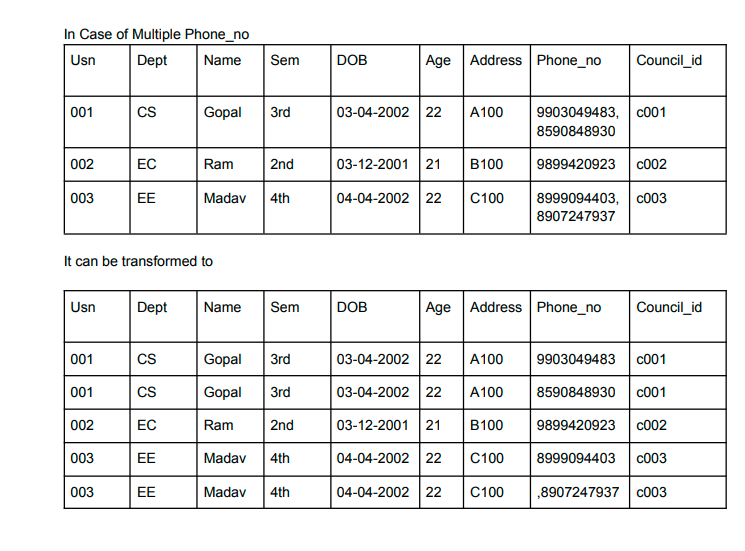 In Case of Multiple Phone_no
Usn Dept Name Sem DOB Age Address Phone_no Council_id
001 CS Gopal 3rd 03-04-2002 22 A100 9903049483, c001
8590848930
002 EC Ram 2nd 03-12-2001 21 B100 9899420923 c002
003 EE Madav 4th 04-04-2002 22 C100 8999094403, c003
8907247937
It can be transformed to
Usn Dept Name Sem DOB Age Address Phone_no Council_id
001 CS Gopal 3rd 03-04-2002 22 A100 9903049483 c001
001 CS Gopal 3rd 03-04-2002 22 A100 8590848930 c001
002 EC Ram 2nd 03-12-2001 21 B100 9899420923 c002
003 EE Madav 4th 04-04-2002 22 C100 8999094403 c003
003 EE Madav 4th 04-04-2002 22 C100 ,8907247937 c003